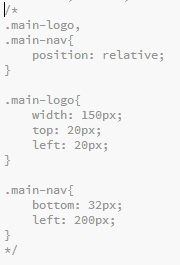 /*
.main-logo,
.main-nav{
    position: relative;
}

.main-logo{
    width: 150px;
    top: 20px;
    left: 20px;
}

.main-nav{
    bottom: 32px;
    left: 200px;
}
*/